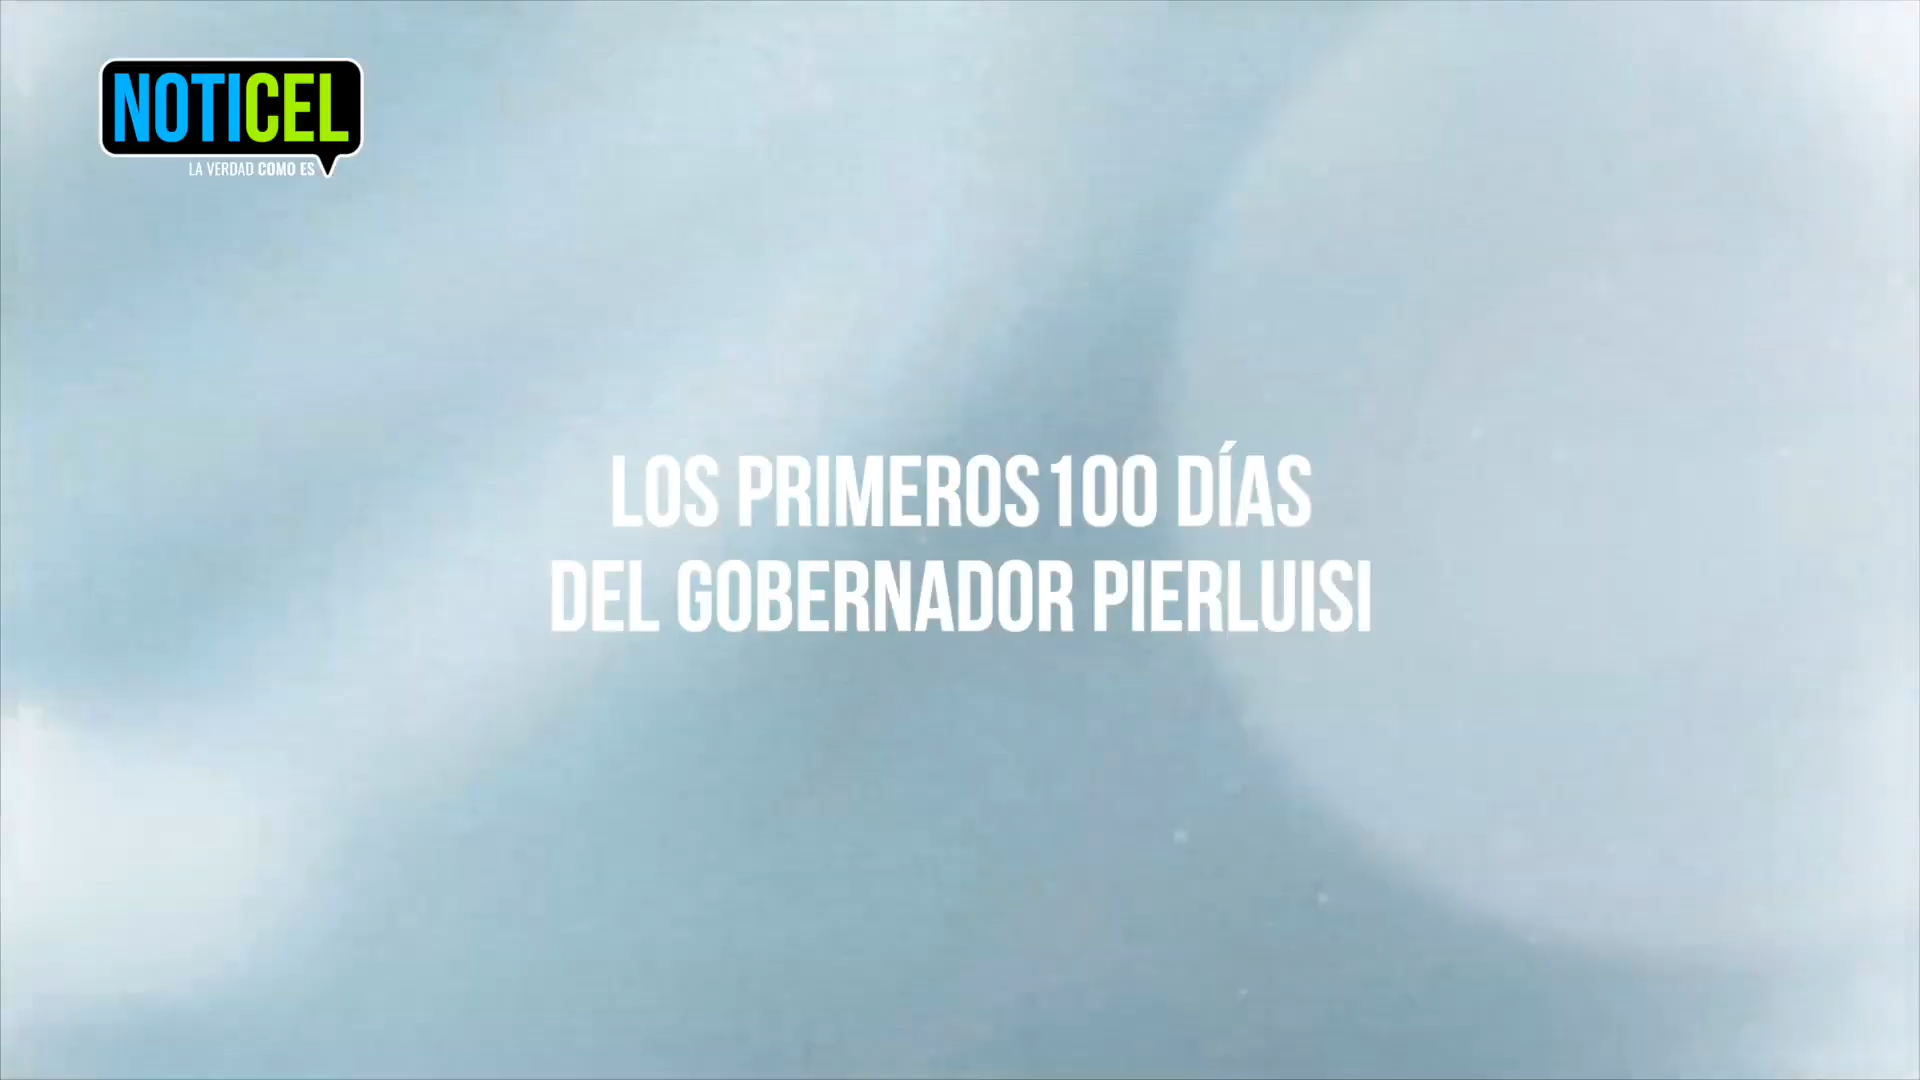 NOTICEL
LA VERDAD COMO ES
LOS PRIMEROS 100 DÍAS
DEL GOBERNADOR PIERLUISI